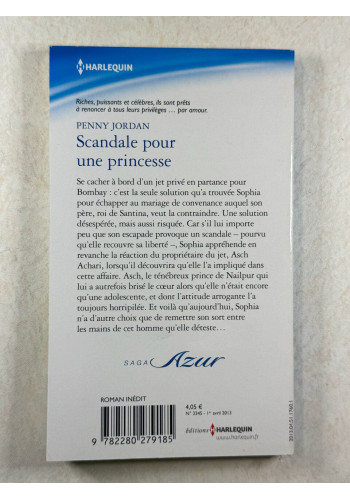 HARLEQUIN
Riches, puissants et célèbres, ils sont prêts
à renoncer à tous leurs privilèges ... par amour.
PENNY JORDAN
Scandale pour
une princesse
Se cacher à bord d'un jet privé en partance pour
Bombay : c'est la seule solution qu'a trouvée Sophia
pour échapper au mariage de convenance auquel son
père, roi de Santina, veut la contraindre. Une solution
désespérée, mais aussi risquée. Car s'il lui importe
peu que son escapade provoque un scandale – pourvu
qu'elle recouvre sa liberté –, Sophia appréhende en
revanche la réaction du propriétaire du jet, Asch
Achari, lorsqu'il découvrira qu'elle l'a impliqué dans
cette affaire. Asch, le ténébreux prince de Nailpur qui
lui a autrefois brisé le cœur alors qu'elle n'était encore
qu'une adolescente, et dont l'attitude arrogante l'a
toujours horripilée. Et voilà qu'aujourd'hui, Sophia
n'a d'autre choix que de remettre son sort entre
les mains de cet homme qu'elle déteste…
SAGA Azur
ROMAN INÉDIT
9 782280 279185
4,05 €
N° 3345 - 1er avril 2013
éditions HARLEQUIN
www.harlequin.fr